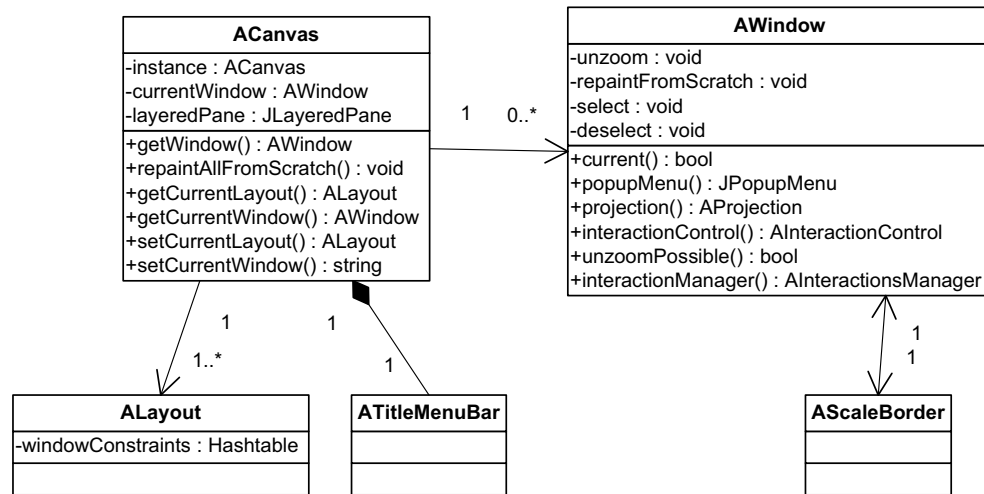 ACanvas
-instance : ACanvas
-currentWindow : AWindow
-layeredPane : JLayeredPane
+getWindow() : AWindow
+repaintAllFromScratch() : void
+getCurrentLayout() : ALayout
+getCurrentWindow() : AWindow
+setCurrentLayout() : ALayout
+setCurrentWindow() : string
1
0..*
AWindow
-unzoom : void
-repaintFromScratch : void
-select : void
-deselect : void
+current() : bool
+popupMenu() : JPopupMenu
+projection() : AProjection
+interactionControl() : AInteractionControl
+unzoomPossible() : bool
+interactionManager() : AInteractionsManager
1
1..*
1
1
1
1
ALayout
-windowConstraints : Hashtable
ATitleMenuBar
AScaleBorder